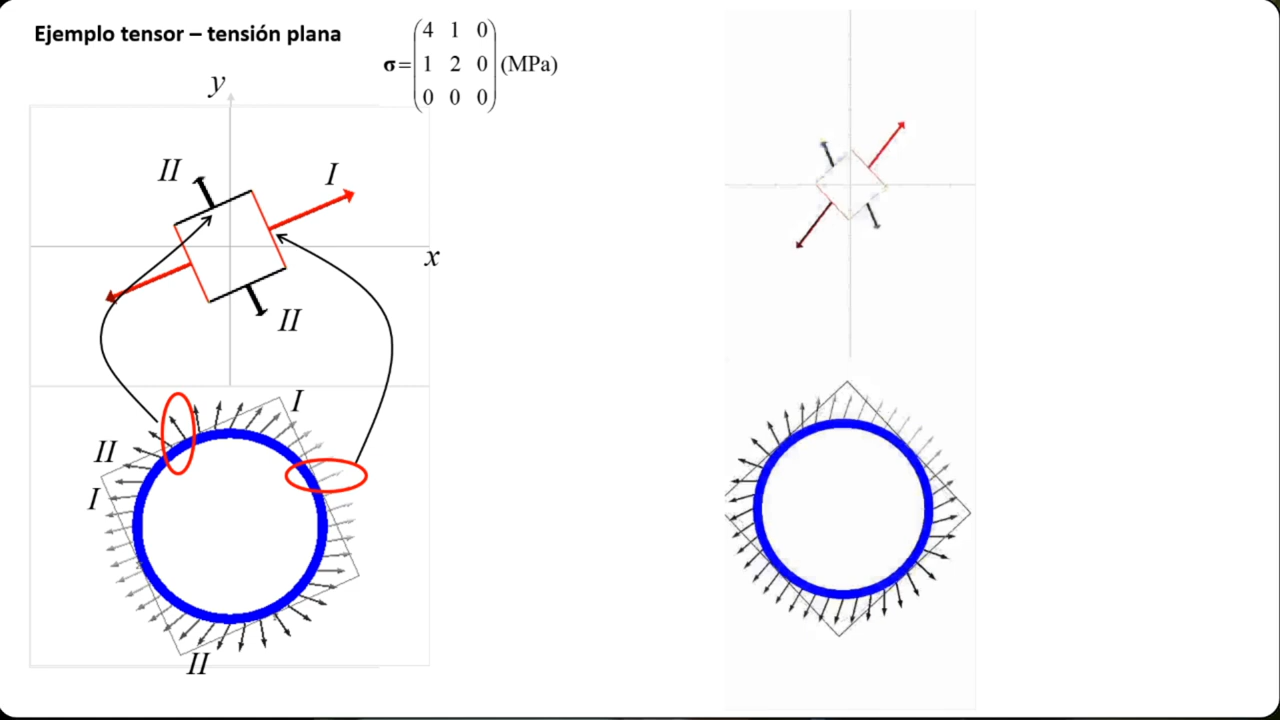 Ejemplo tensor – tensión plana
σ = (4 1 0
1 2 0
0 0 0) (MPa)
y
II
I
x
II
I
II
I
II